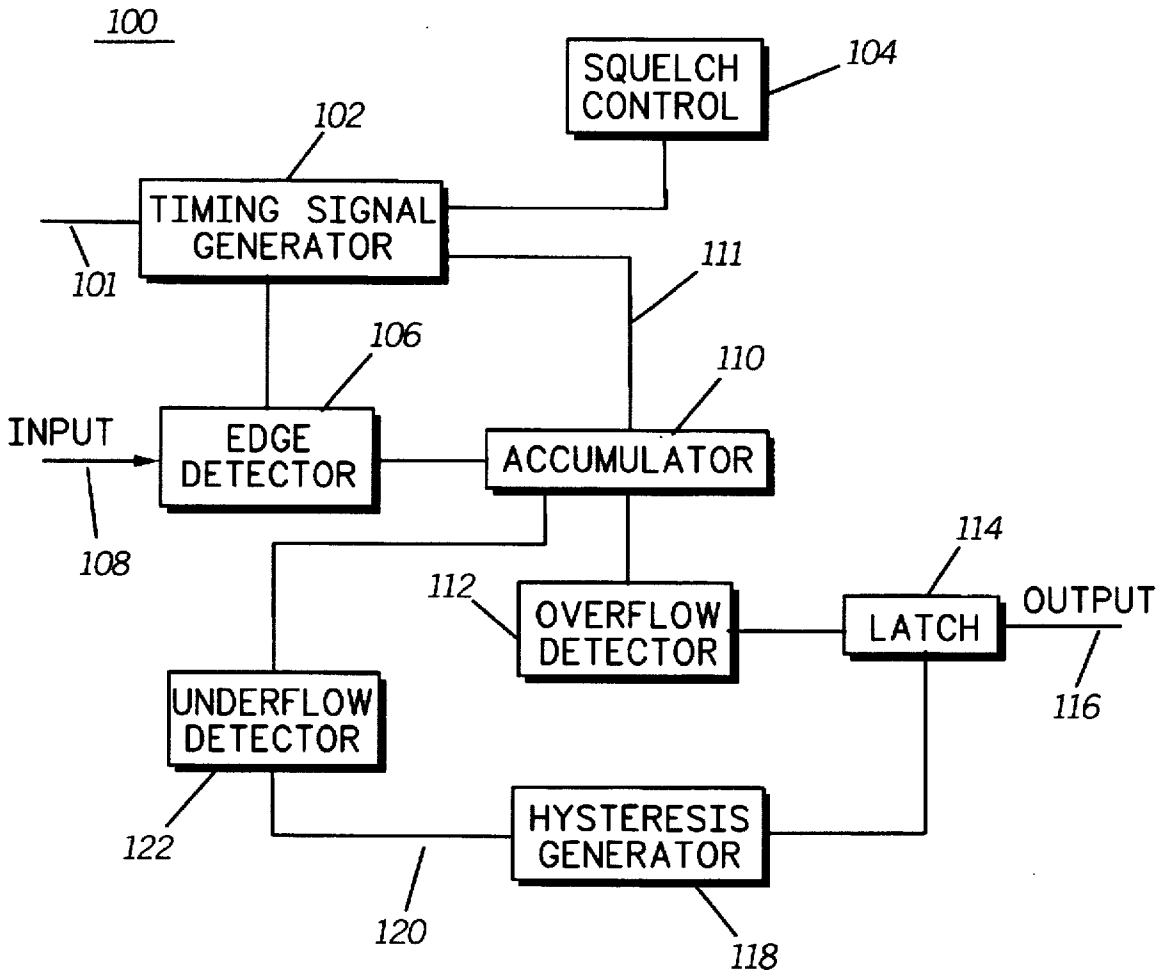 100
SQUELCH
CONTROL
104
102
TIMING SIGNAL
GENERATOR
101
111
106
110
INPUT
EDGE
DETECTOR
ACCUMULATOR
108
114
112
OVERFLOW
DETECTOR
LATCH
OUTPUT
116
UNDERFLOW
DETECTOR
122
HYSTERESIS
GENERATOR
120
118